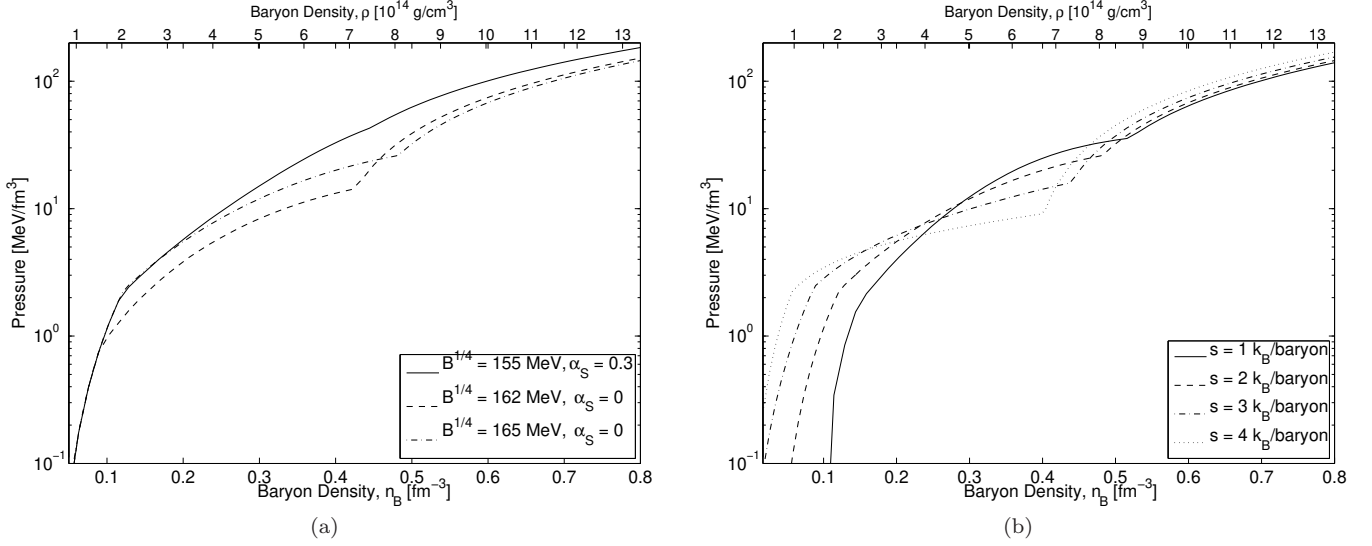 Baryon Density, ρ [10^14 g/cm^3]
1 2 3 4 5 6 7 8 9 10 11 12 13
10^2
10^1
10^0
10^−1
Pressure [MeV/fm^3]
B^1/4 = 155 MeV, α_S = 0.3
B^1/4 = 162 MeV, α_S = 0
B^1/4 = 165 MeV, α_S = 0
0.1 0.2 0.3 0.4 0.5 0.6 0.7 0.8
Baryon Density, n_B [fm^−3]
(a)
Baryon Density, ρ [10^14 g/cm^3]
1 2 3 4 5 6 7 8 9 10 11 12 13
10^2
10^1
10^0
10^−1
Pressure [MeV/fm^3]
s = 1 k_B/baryon
s = 2 k_B/baryon
s = 3 k_B/baryon
s = 4 k_B/baryon
0.1 0.2 0.3 0.4 0.5 0.6 0.7 0.8
Baryon Density, n_B [fm^−3]
(b)